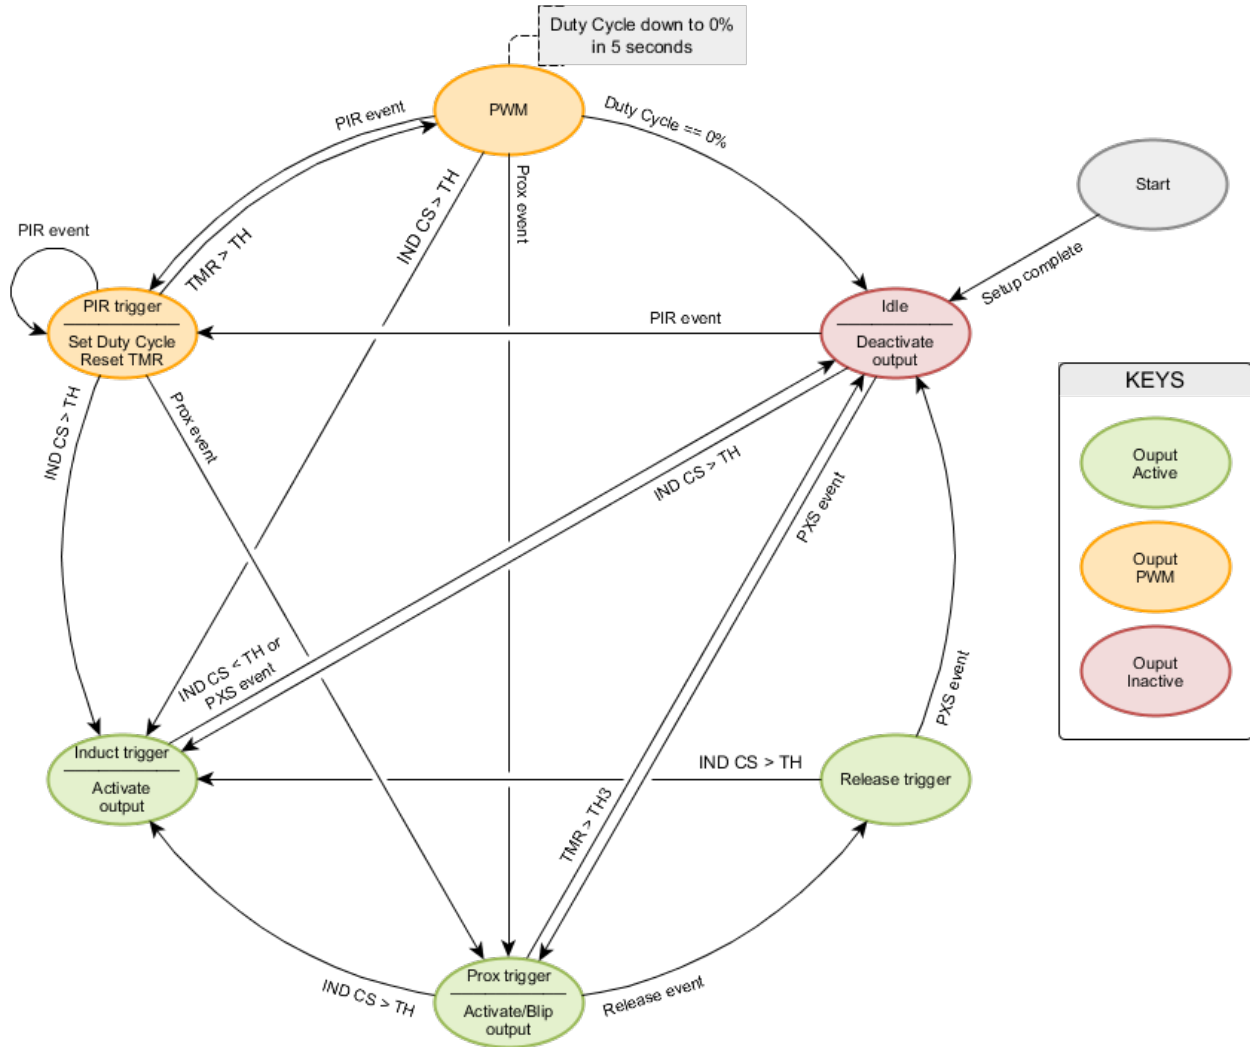 Duty Cycle down to 0%
in 5 seconds
PWM
PIR event
Duty Cycle == 0%
Start
Setup complete
IND CS > TH
Prox event
TMR > TH
PIR event
PIR trigger
Set Duty Cycle
Reset TMR
PIR event
Idle
Deactivate
output
KEYS
Ouput
Active
Ouput
PWM
Ouput
Inactive
IND CS > TH
Prox event
IND CS > TH
PXS event
IND CS < TH or
PXS event
PXS event
Induct trigger
Activate
output
IND CS > TH
Release trigger
TMR > TH3
Prox trigger
Activate/Blip
output
IND CS > TH
Release event